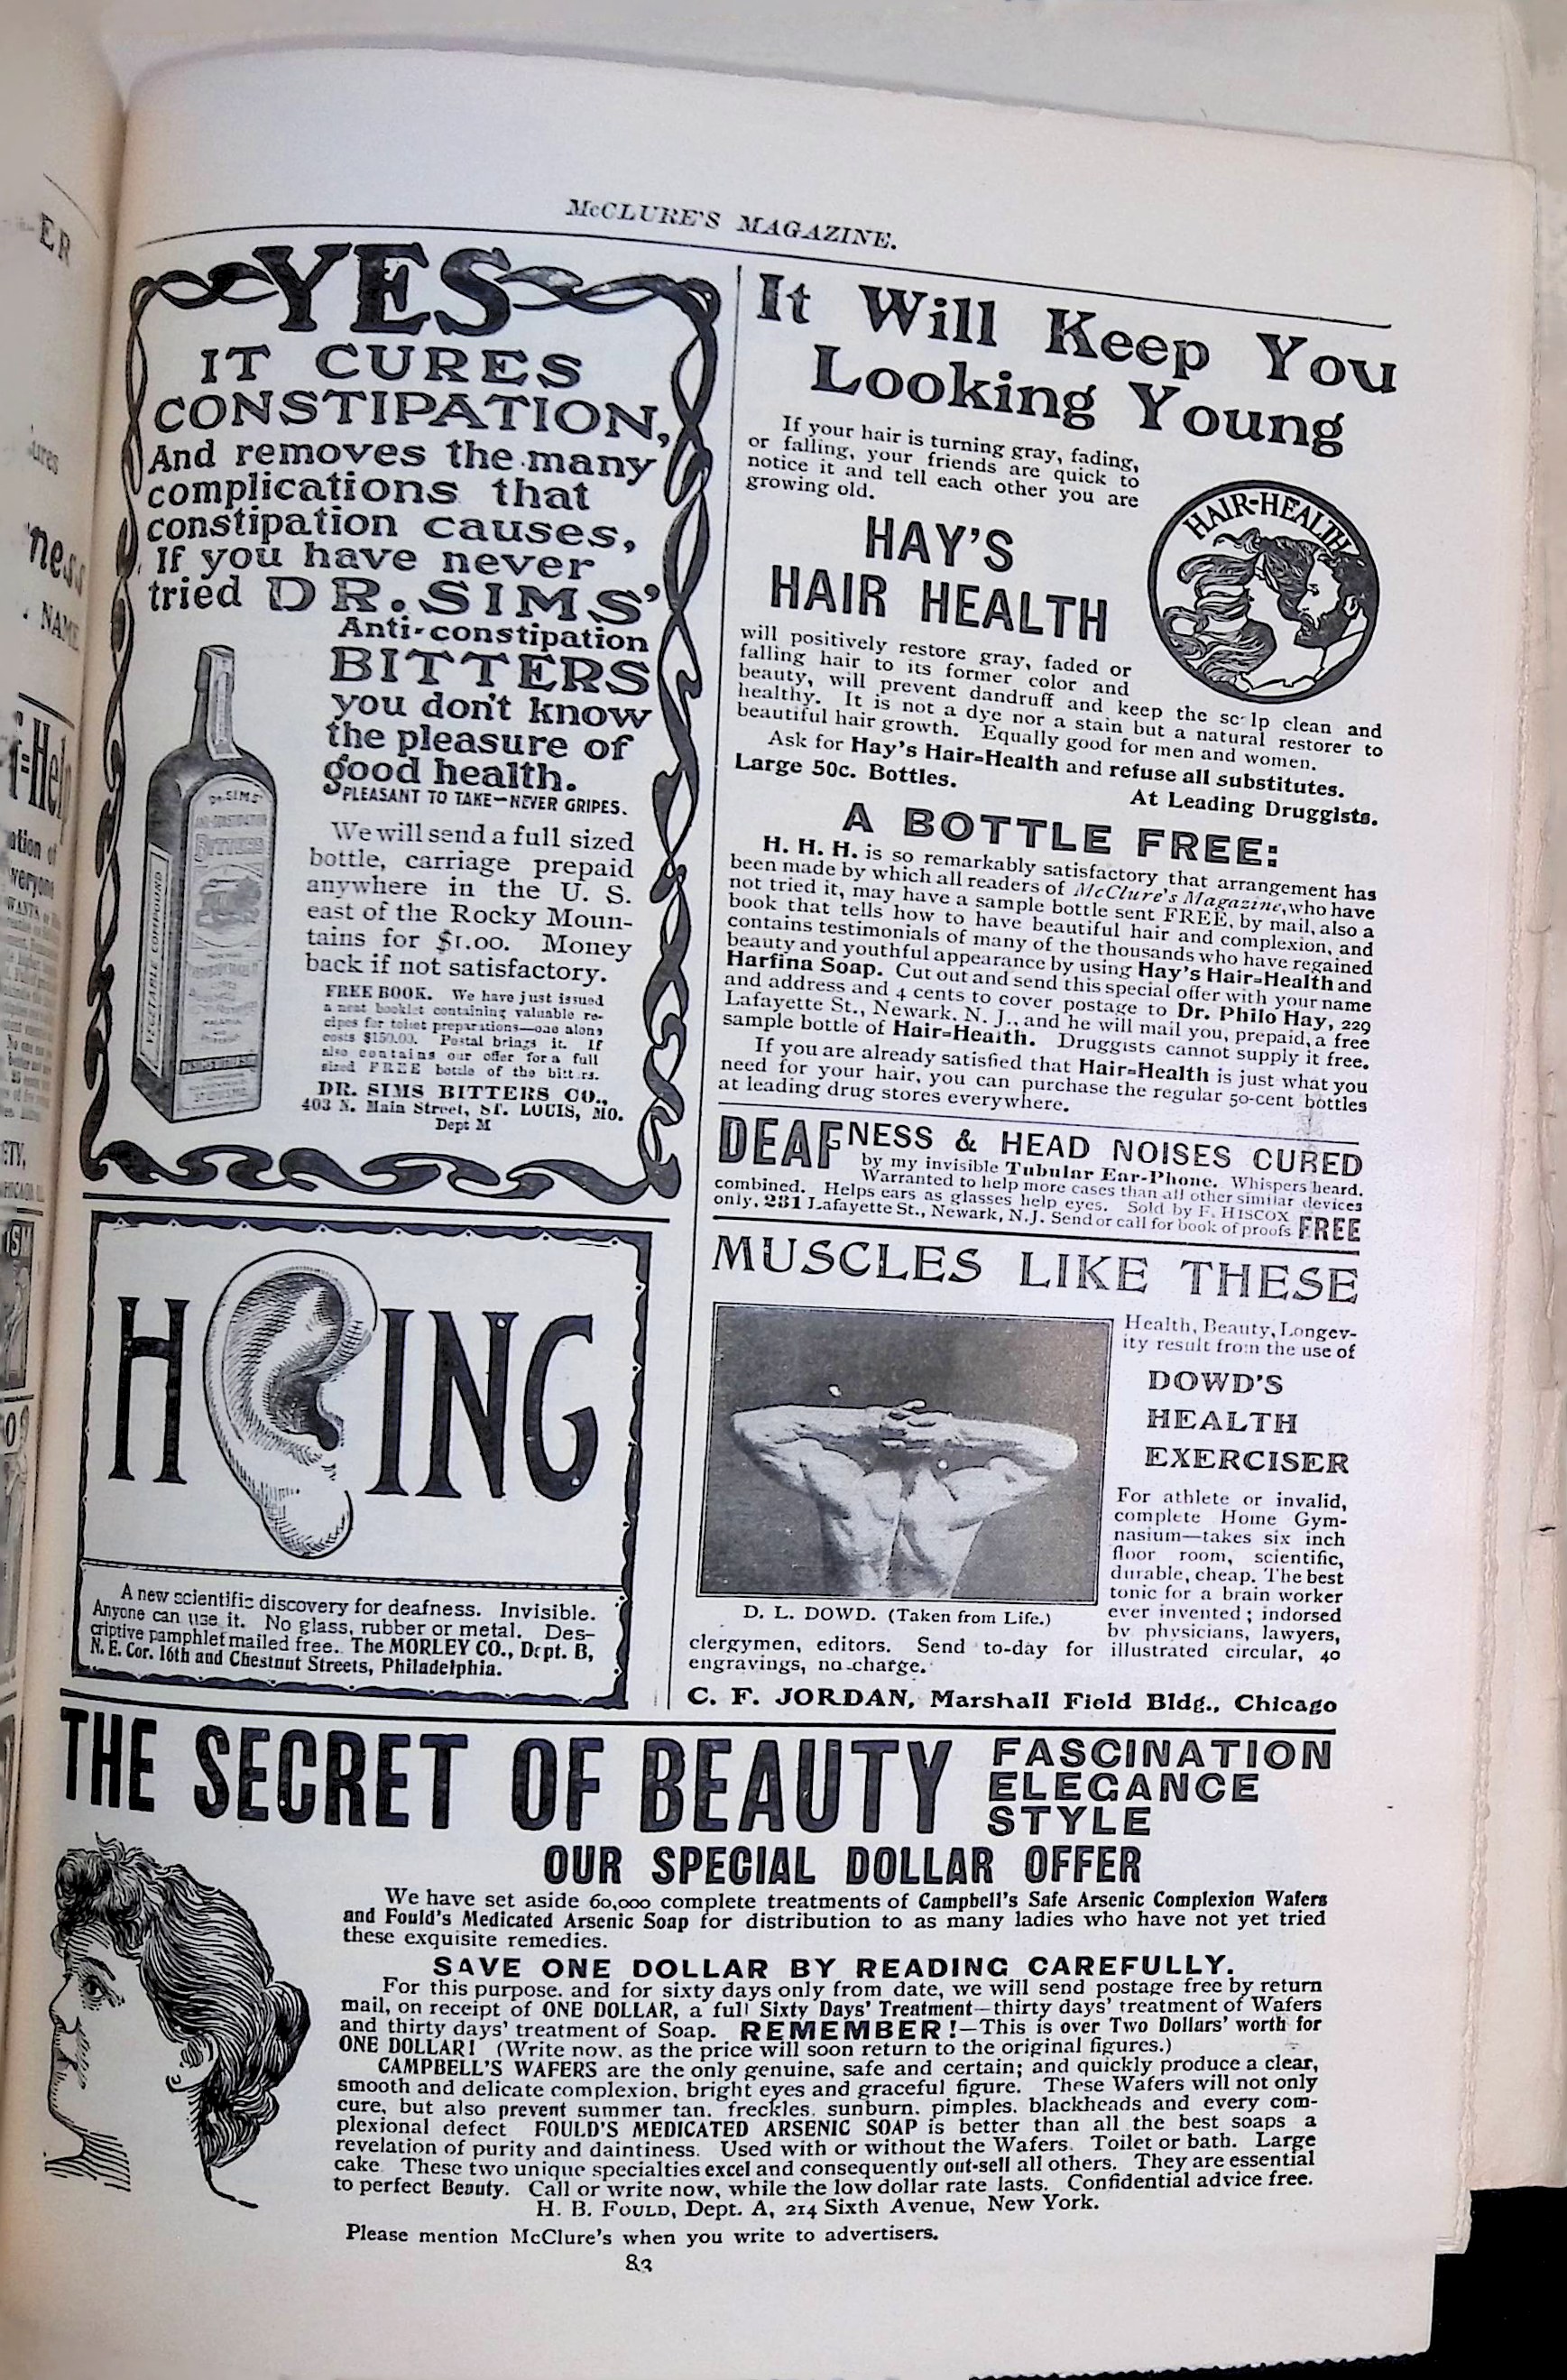 McCLURE'S MAGAZINE.
YES
IT CURES
CONSTIPATION,
And removes the many
complications that
constipation causes,
If you have never
tried DR. SIMS'
Anti-constipation
BITTERS
you don't know
the pleasure of
good health.
PLEASANT TO TAKE—NEVER GRIPES.
We will send a full sized
bottle, carriage prepaid
anywhere in the U. S.
east of the Rocky Moun-
tains for $1.00. Money
back if not satisfactory.
FREE BOOK. We have just issued
a neat booklet containing valuable re-
cipes for toilet preparations—one alone
costs $150.00. Postal brings it. If
also contains our offer for a full
sized FREE bottle of the bitters.
DR. SIMS BITTERS CO.,
403 N. Main Street, ST. LOUIS, MO.
Dept M
DR. SIMS'
ANTI-CONSTIPATION
BITTERS
VEGETABLE COMPOUND
H ING
A new scientific discovery for deafness. Invisible.
Anyone can use it. No glass, rubber or metal. Des-
criptive pamphlet mailed free. The MORLEY CO., Dept. B,
N. E. Cor. 16th and Chestnut Streets, Philadelphia.
It Will Keep You
Looking Young
If your hair is turning gray, fading,
or falling, your friends are quick to
notice it and tell each other you are
growing old.
HAIR-HEALTH
HAY'S
HAIR HEALTH
will positively restore gray, faded or
falling hair to its former color and
beauty, will prevent dandruff and keep the scalp clean and
healthy. It is not a dye nor a stain but a natural restorer to
beautiful hair growth. Equally good for men and women.
Ask for Hay's Hair-Health and refuse all substitutes.
Large 50c. Bottles. At Leading Druggists.
A BOTTLE FREE:
H. H. H. is so remarkably satisfactory that arrangement has
been made by which all readers of McClure's Magazine, who have
not tried it, may have a sample bottle sent FREE, by mail, also a
book that tells how to have beautiful hair and complexion, and
contains testimonials of many of the thousands who have regained
beauty and youthful appearance by using Hay's Hair-Health and
Harfina Soap. Cut out and send this special offer with your name
and address and 4 cents to cover postage to Dr. Philo Hay, 229
Lafayette St., Newark, N. J., and he will mail you, prepaid, a free
sample bottle of Hair-Health. Druggists cannot supply it free.
If you are already satisfied that Hair-Health is just what you
need for your hair, you can purchase the regular 50-cent bottles
at leading drug stores everywhere.
DEAFNESS & HEAD NOISES CURED
by my invisible Tubular Ear-Phone. Whispers heard.
Warranted to help more cases than all other similar devices
combined. Helps ears as glasses help eyes. Sold by F. HISCOX
only, 281 Lafayette St., Newark, N.J. Send or call for book of proofs FREE
MUSCLES LIKE THESE
Health, Beauty, Longev-
ity result from the use of
DOWD'S
HEALTH
EXERCISER
For athlete or invalid,
complete Home Gym-
nasium—takes six inch
floor room, scientific,
durable, cheap. The best
tonic for a brain worker
ever invented; indorsed
by physicians, lawyers,
D. L. DOWD. (Taken from Life.)
clergymen, editors. Send to-day for illustrated circular, 40
engravings, no charge.
C. F. JORDAN, Marshall Field Bldg., Chicago
THE SECRET OF BEAUTY
FASCINATION
ELEGANCE
STYLE
OUR SPECIAL DOLLAR OFFER
We have set aside 60,000 complete treatments of Campbell's Safe Arsenic Complexion Wafers
and Fould's Medicated Arsenic Soap for distribution to as many ladies who have not yet tried
these exquisite remedies.
SAVE ONE DOLLAR BY READING CAREFULLY.
For this purpose, and for sixty days only from date, we will send postage free by return
mail, on receipt of ONE DOLLAR, a full Sixty Days' Treatment—thirty days' treatment of Wafers
and thirty days' treatment of Soap. REMEMBER!—This is over Two Dollars' worth for
ONE DOLLAR! (Write now, as the price will soon return to the original figures.)
CAMPBELL'S WAFERS are the only genuine, safe and certain; and quickly produce a clear,
smooth and delicate complexion, bright eyes and graceful figure. These Wafers will not only
cure, but also prevent summer tan, freckles, sunburn, pimples, blackheads and every com-
plexional defect FOULD'S MEDICATED ARSENIC SOAP is better than all the best soaps a
revelation of purity and daintiness. Used with or without the Wafers. Toilet or bath. Large
cake. These two unique specialties excel and consequently out-sell all others. They are essential
to perfect Beauty. Call or write now, while the low dollar rate lasts. Confidential advice free.
H. B. FOULD, Dept. A, 214 Sixth Avenue, New York.
Please mention McClure's when you write to advertisers.
83